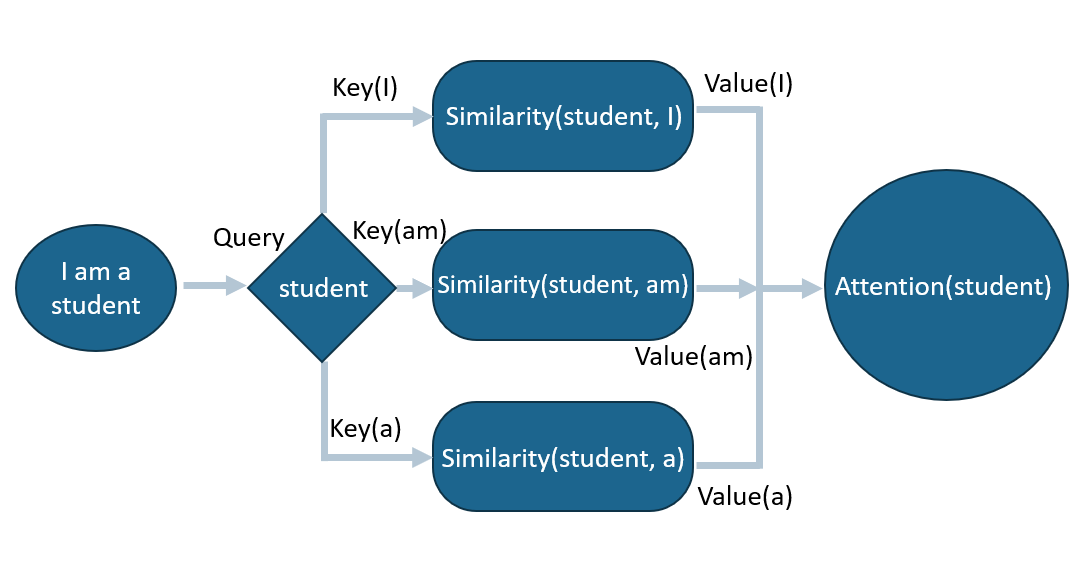 I am a
student
Query
student
Key(I)
Key(am)
Key(a)
Similarity(student, I)
Similarity(student, am)
Similarity(student, a)
Value(I)
Value(am)
Value(a)
Attention(student)